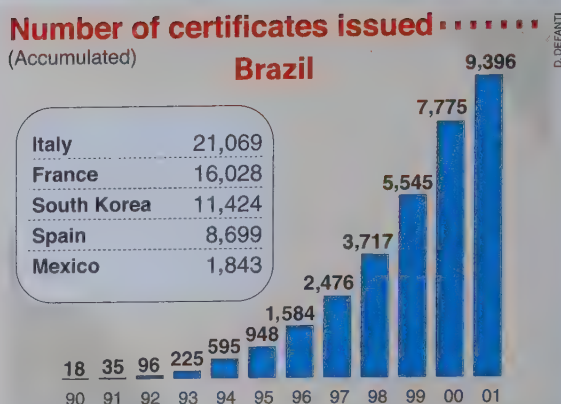 Number of certificates issued
(Accumulated)
Brazil
D. DEFANTI
Italy 21,069
France 16,028
South Korea 11,424
Spain 8,699
Mexico 1,843
18 35 96 225 595 948 1,584 2,476 3,717 5,545 7,775 9,396
90 91 92 93 94 95 96 97 98 99 00 01